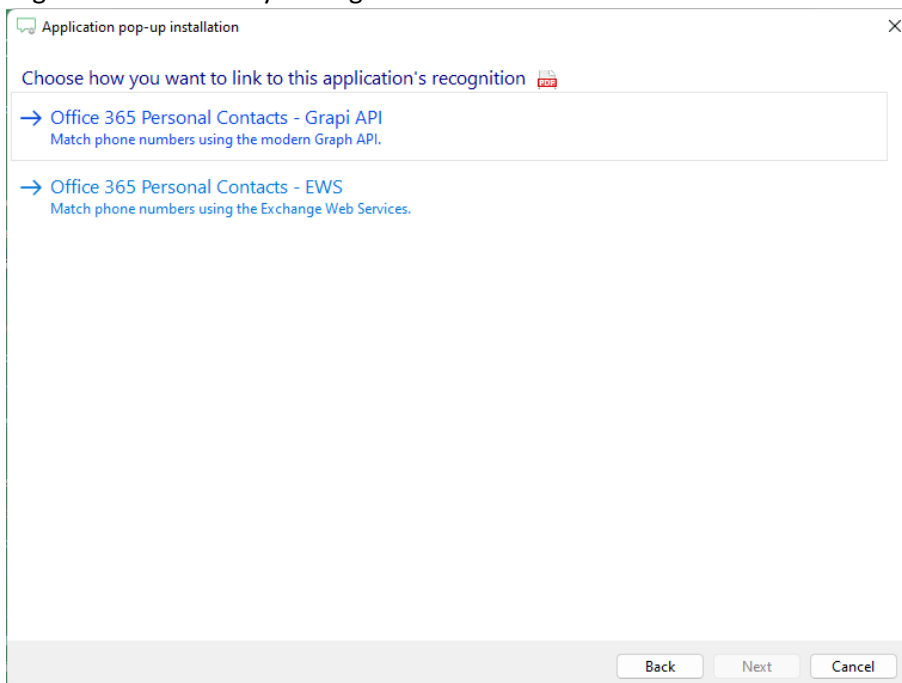 Application pop-up installation
Choose how you want to link to this application's recognition PDF
Office 365 Personal Contacts - Grapi API
Match phone numbers using the modern Graph API.
Office 365 Personal Contacts - EWS
Match phone numbers using the Exchange Web Services.
Back Next Cancel